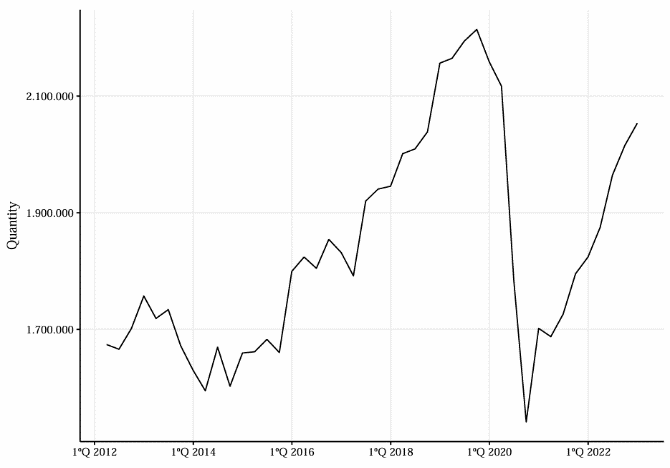 2.100.000
1.900.000
1.700.000
Quantity
1ºQ 2012
1ºQ 2014
1ºQ 2016
1ºQ 2018
1ºQ 2020
1ºQ 2022